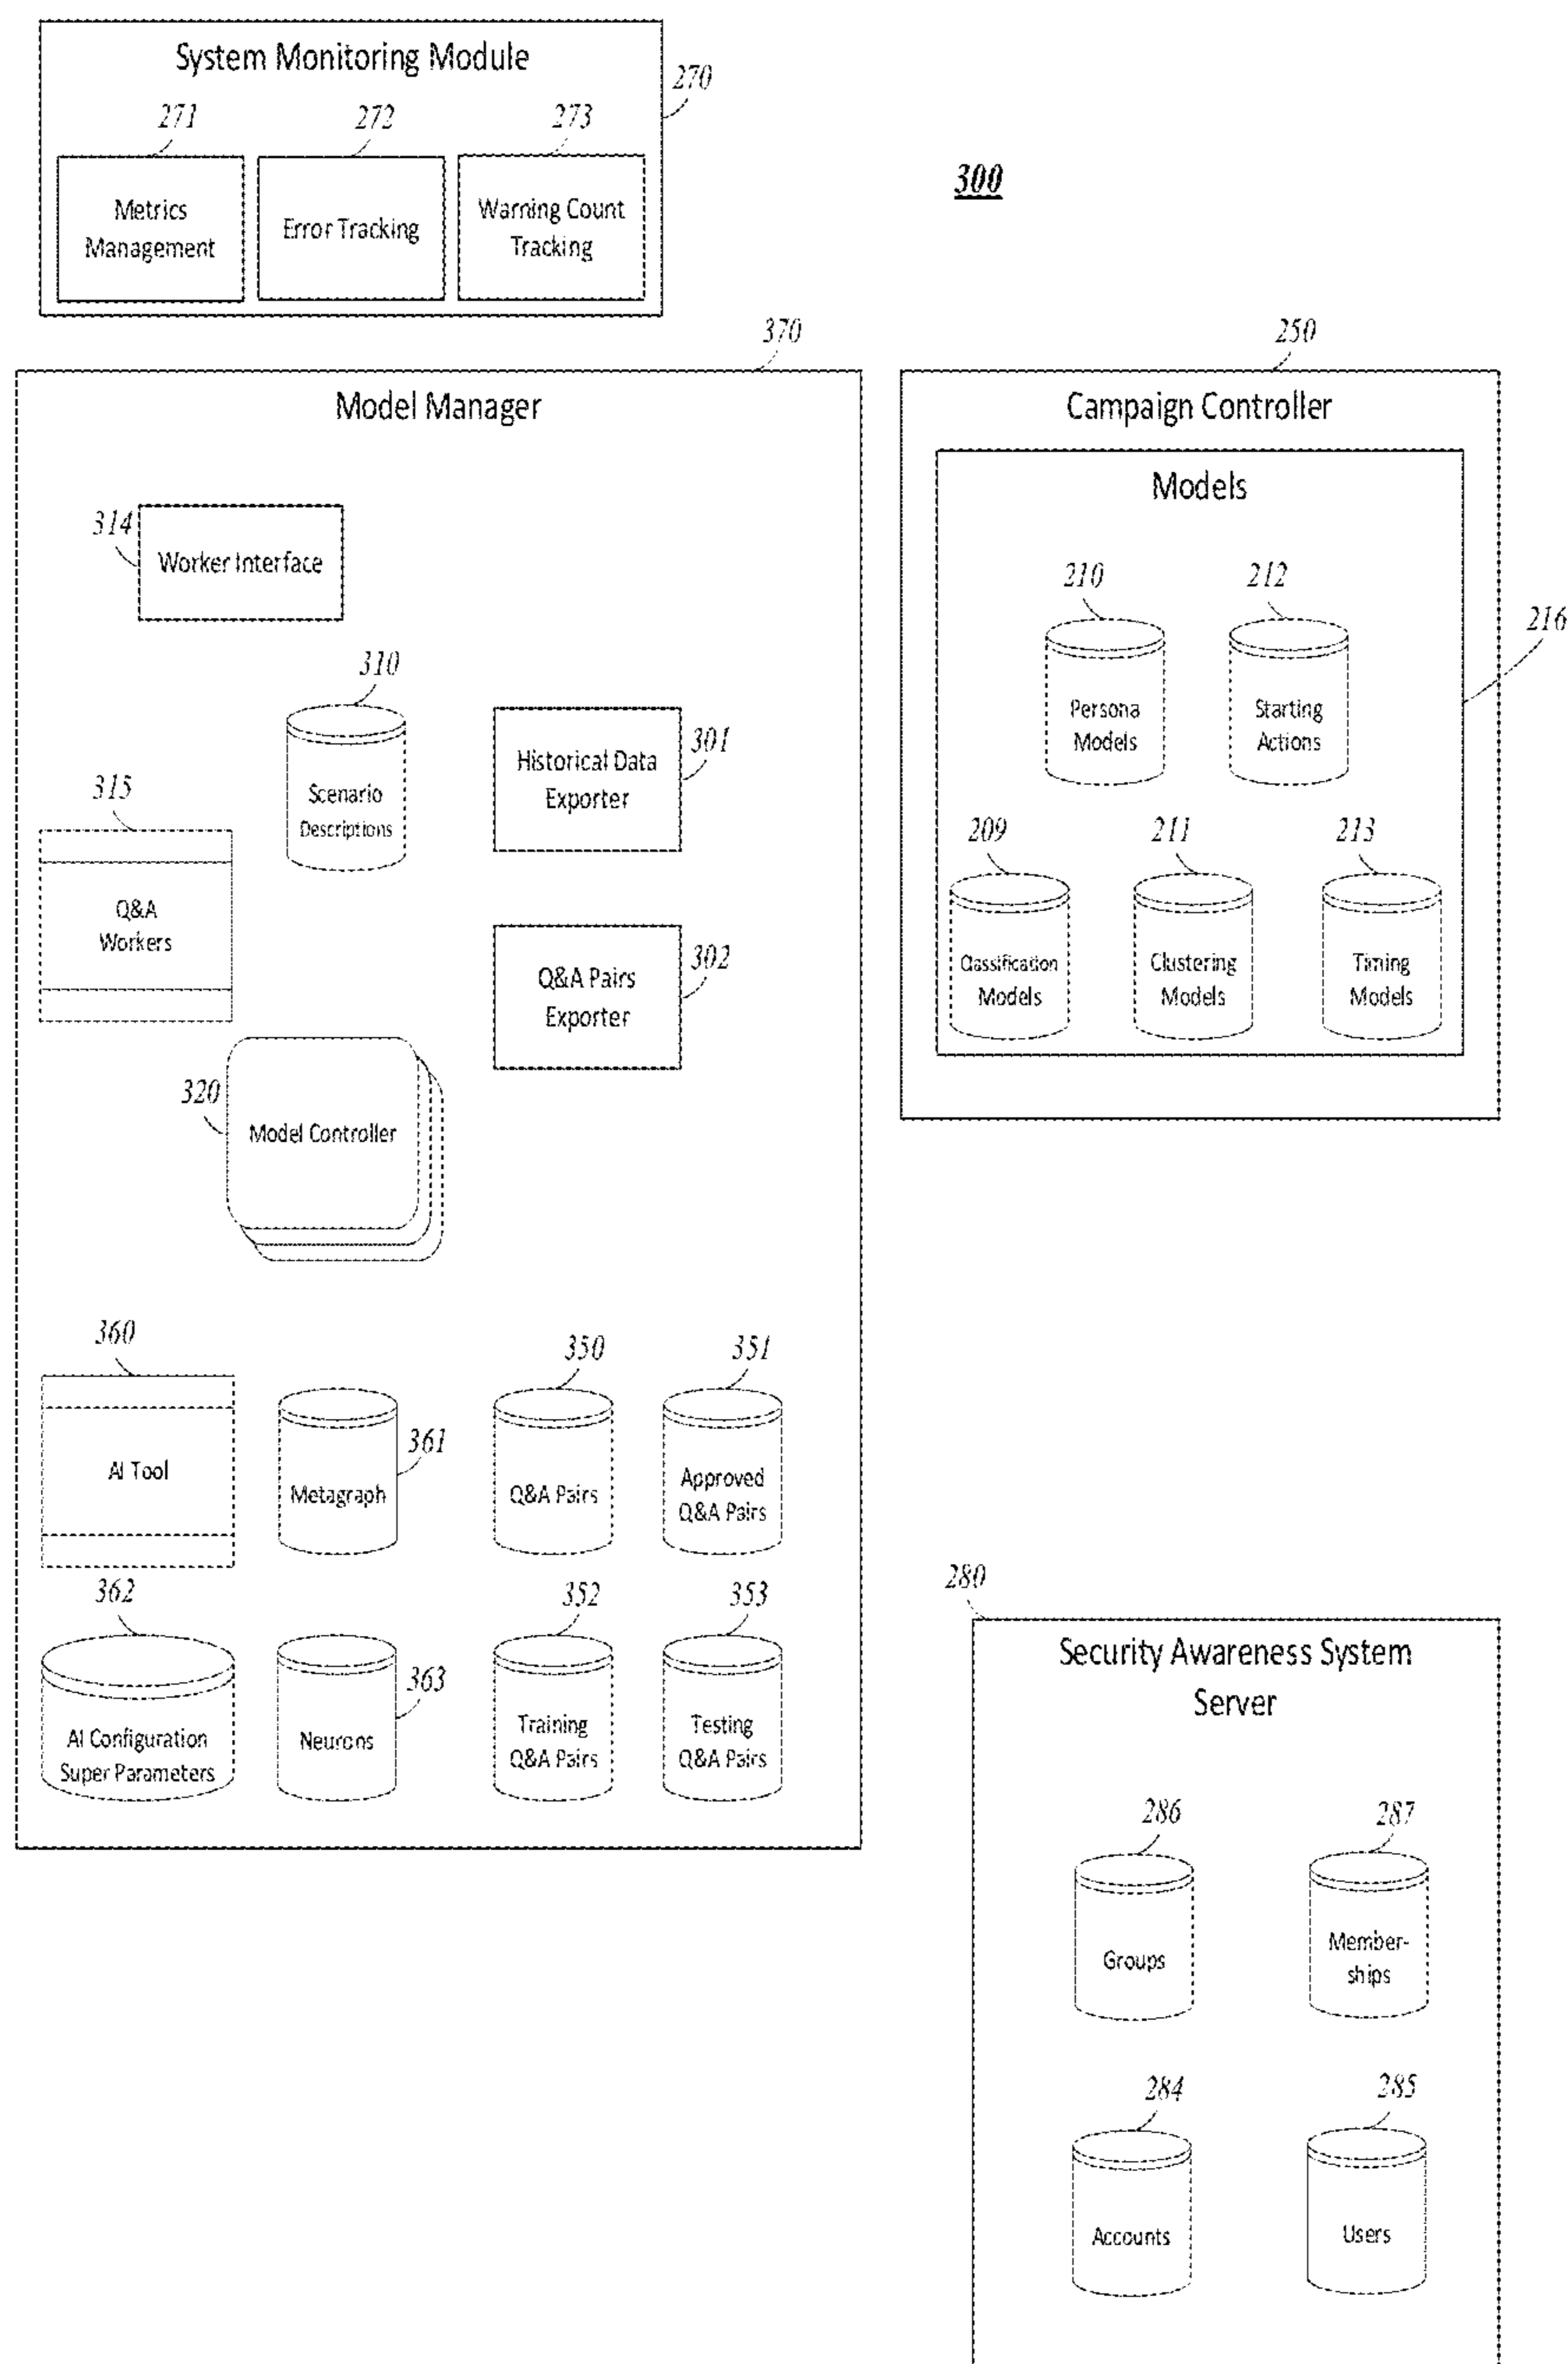 System Monitoring Module
270
271
272
273
Metrics
Management
Error Tracking
Warning Count
Tracking
300
370
Model Manager
314
Worker Interface
310
Scenario
Descriptions
Historical Data
Exporter
301
315
Q&A
Workers
Q&A Pairs
Exporter
302
320
Model Controller
360
AI Tool
Metagraph
361
350
Q&A Pairs
351
Approved
Q&A Pairs
362
AI Configuration
Super Parameters
Neurons
363
352
Training
Q&A Pairs
353
Testing
Q&A Pairs
250
Campaign Controller
Models
216
210
Persona
Models
212
Starting
Actions
209
Classification
Models
211
Clustering
Models
213
Timing
Models
280
Security Awareness System
Server
286
Groups
287
Member-
ships
284
Accounts
285
Users